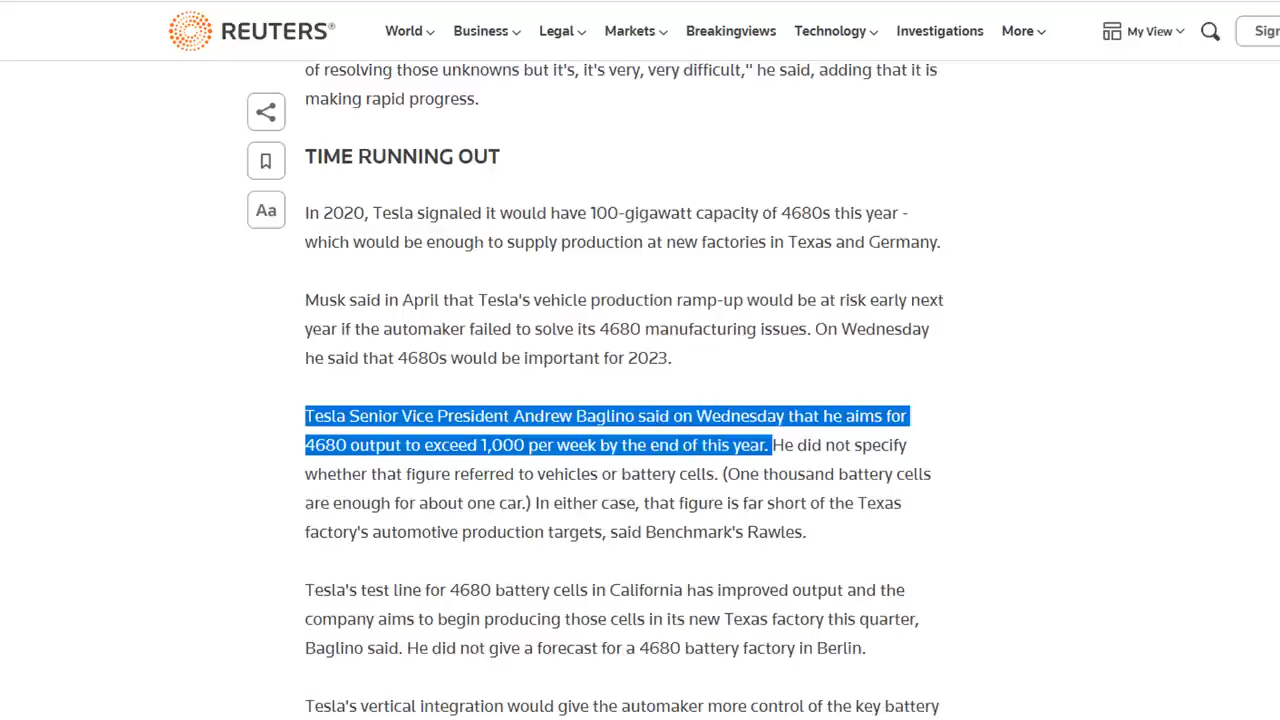 REUTERS®
World Business Legal Markets Breakingviews Technology Investigations More My View Sign
of resolving those unknowns but it's, it's very, very difficult," he said, adding that it is
making rapid progress.
Aa
TIME RUNNING OUT
In 2020, Tesla signaled it would have 100-gigawatt capacity of 4680s this year -
which would be enough to supply production at new factories in Texas and Germany.
Musk said in April that Tesla's vehicle production ramp-up would be at risk early next
year if the automaker failed to solve its 4680 manufacturing issues. On Wednesday
he said that 4680s would be important for 2023.
Tesla Senior Vice President Andrew Baglino said on Wednesday that he aims for
4680 output to exceed 1,000 per week by the end of this year. He did not specify
whether that figure referred to vehicles or battery cells. (One thousand battery cells
are enough for about one car.) In either case, that figure is far short of the Texas
factory's automotive production targets, said Benchmark's Rawles.
Tesla's test line for 4680 battery cells in California has improved output and the
company aims to begin producing those cells in its new Texas factory this quarter,
Baglino said. He did not give a forecast for a 4680 battery factory in Berlin.
Tesla's vertical integration would give the automaker more control of the key battery